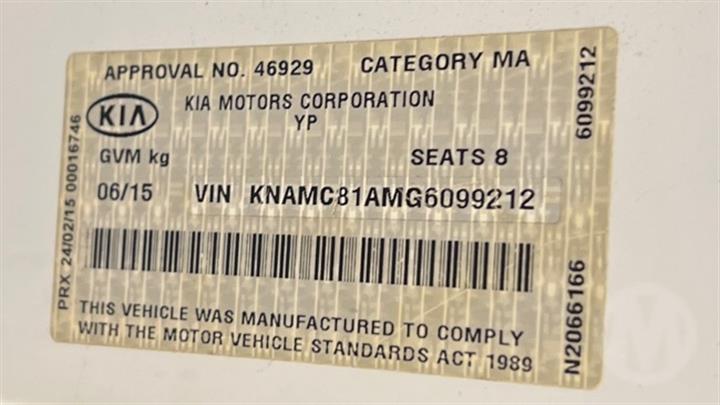 APPROVAL NO. 46929 CATEGORY MA
KIA KIA MOTORS CORPORATION
YP
GVM kg SEATS 8
06/15 VIN KNAMC81AMG6099212
THIS VEHICLE WAS MANUFACTURED TO COMPLY
WITH THE MOTOR VEHICLE STANDARDS ACT 1989
PRX 24/02/15 00016746
6099212
N2066166
M